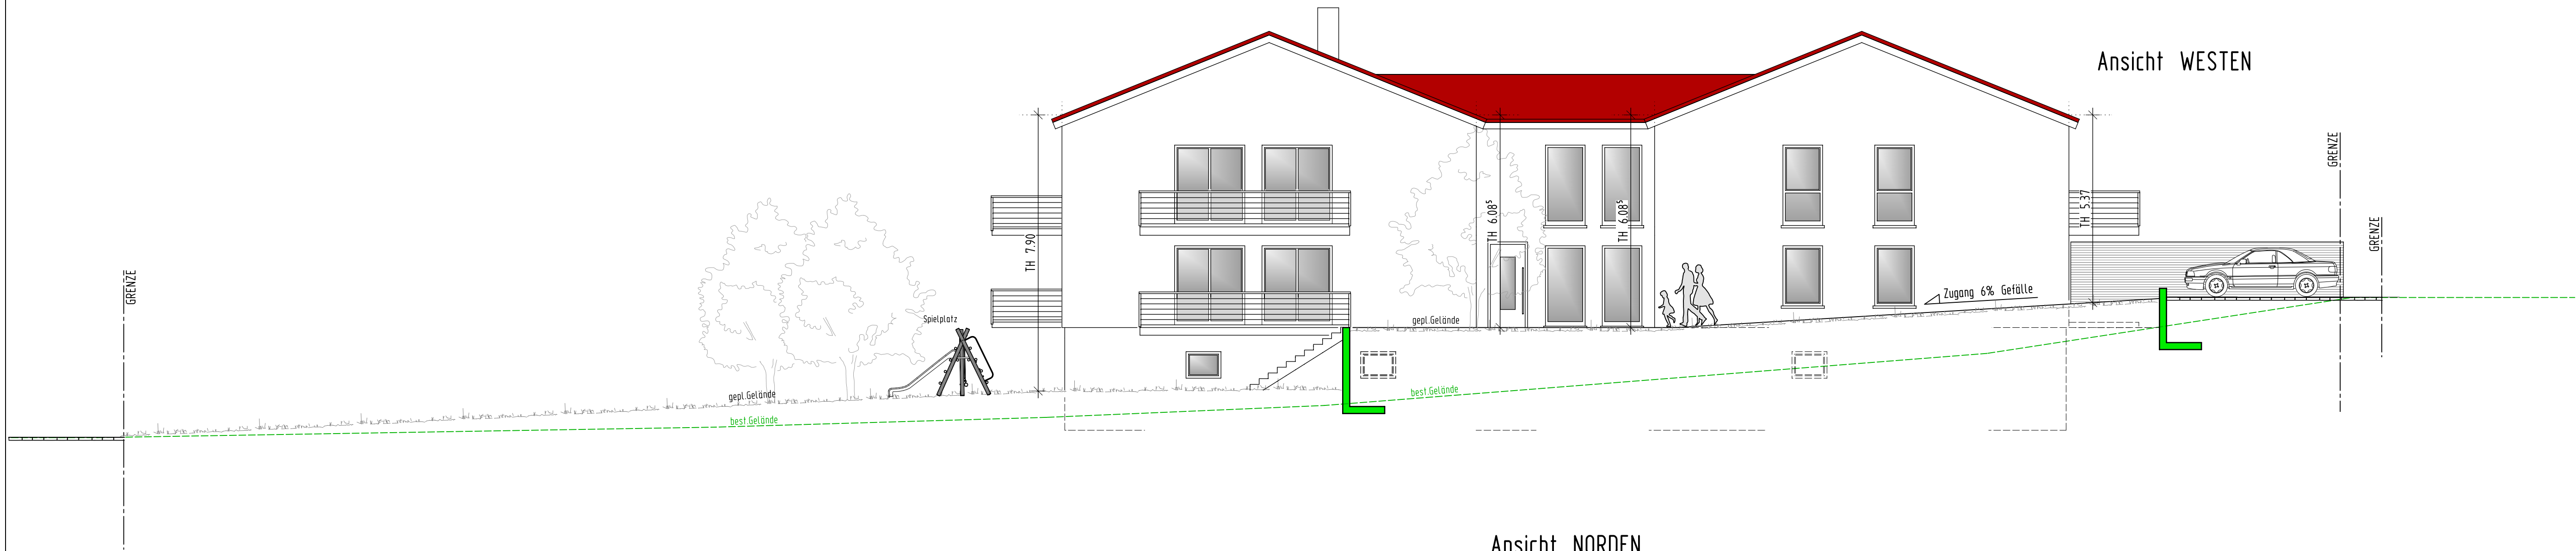 Ansicht WESTEN
GRENZE
GRENZE
GRENZE
TH 7.90
TH 6.08⁵
TH 6.08⁵
TH 5.37
Zugang 6% Gefälle
Spielplatz
gepl.Gelände
gepl.Gelände
best.Gelände
best.Gelände
Ansicht NORDEN